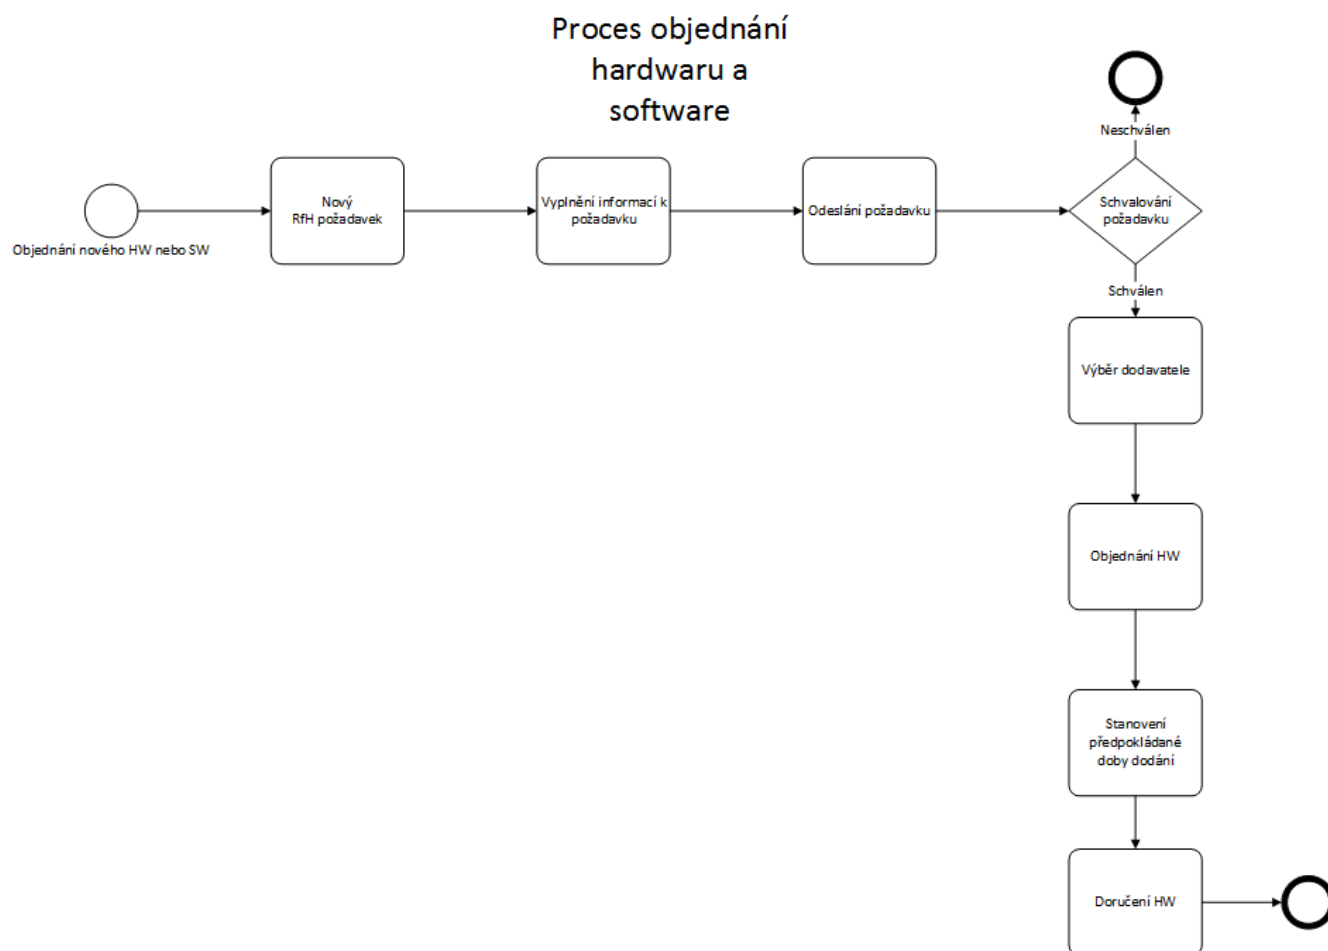 Proces objednání
hardwaru a
software
Neschválen
Nový
RfH požadavek
Vyplnění informací k
požadavku
Odeslání požadavku
Schvalování
požadavku
Objednání nového HW nebo SW
Schválen
Výběr dodavatele
Objednání HW
Stanovení
předpokládané
doby dodání
Doručení HW